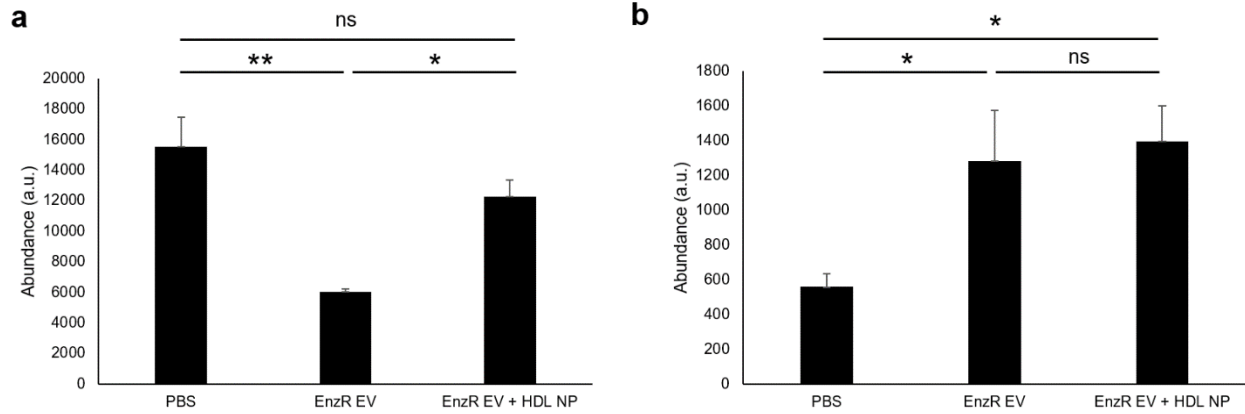 a
ns
** *
Abundance (a.u.)
20000
18000
16000
14000
12000
10000
8000
6000
4000
2000
0
PBS EnzR EV EnzR EV + HDL NP
b
*
* ns
Abundance (a.u.)
1800
1600
1400
1200
1000
800
600
400
200
0
PBS EnzR EV EnzR EV + HDL NP